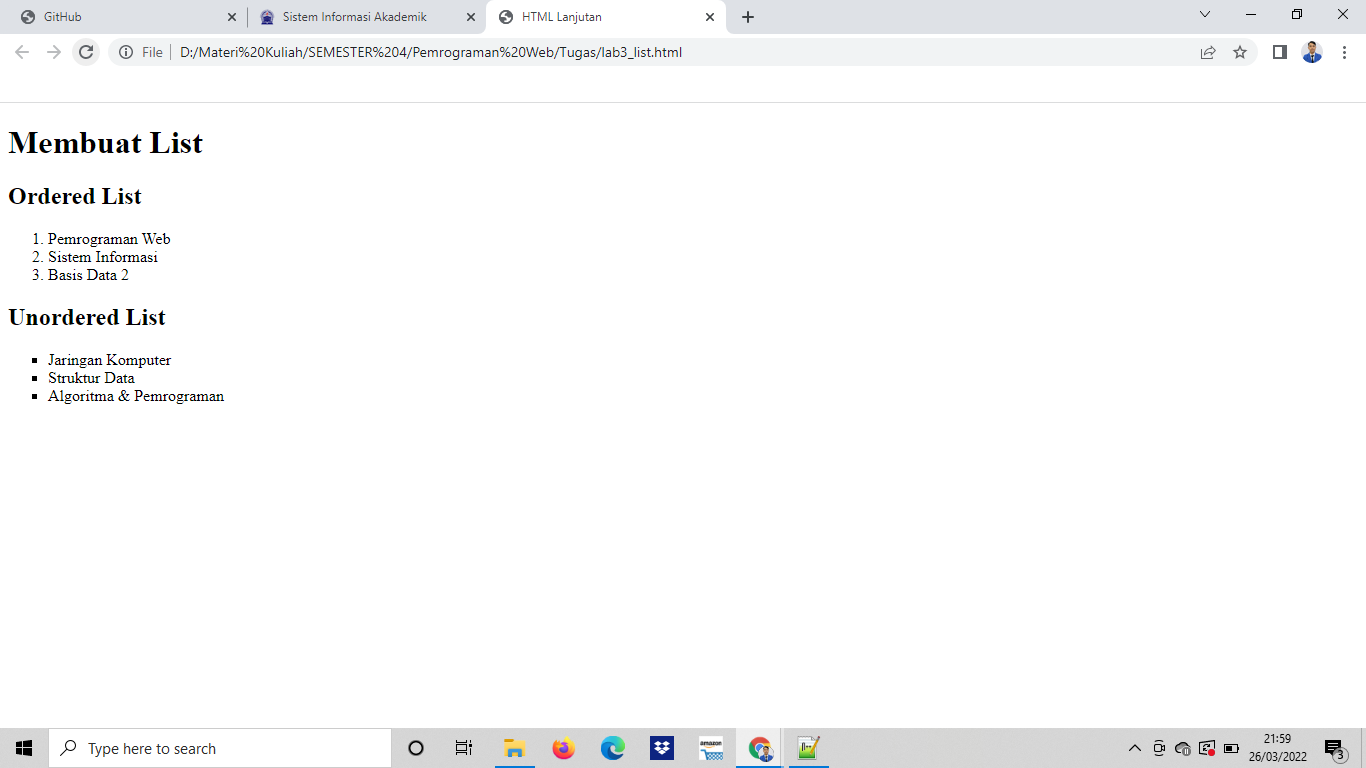 GitHub
Sistem Informasi Akademik
HTML Lanjutan
File
D:/Materi%20Kuliah/SEMESTER%204/Pemrograman%20Web/Tugas/lab3_list.html
Membuat List
Ordered List
1. Pemrograman Web
2. Sistem Informasi
3. Basis Data 2
Unordered List
▪ Jaringan Komputer
▪ Struktur Data
▪ Algoritma & Pemrograman
Type here to search
amazon
21:59
26/03/2022
3